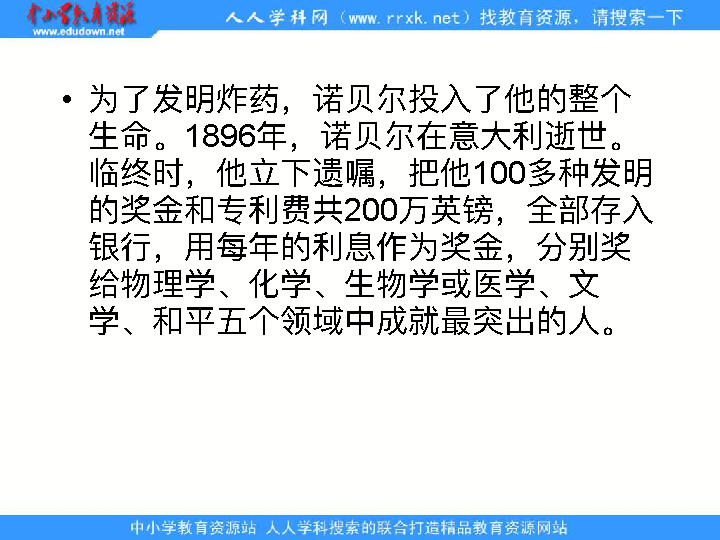 中小学教育资源
www.edudown.net
人人学科网（www.rrxk.net）找教育资源，请搜索一下
• 为了发明炸药，诺贝尔投入了他的整个
生命。1896年，诺贝尔在意大利逝世。
临终时，他立下遗嘱，把他100多种发明
的奖金和专利费共200万英镑，全部存入
银行，用每年的利息作为奖金，分别奖
给物理学、化学、生物学或医学、文
学、和平五个领域中成就最突出的人。
中小学教育资源站 人人学科搜索的联合打造精品教育资源网站